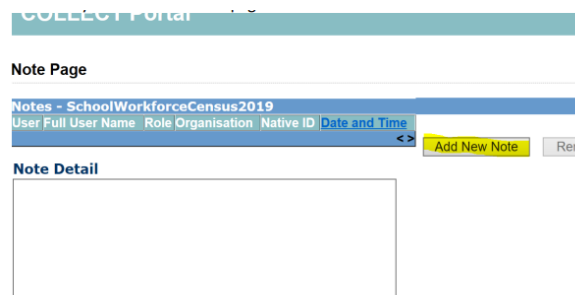 COLLECT Portal
Note Page
Notes - SchoolWorkforceCensus2019
User Full User Name Role Organisation Native ID Date and Time
<>
Add New Note
Note Detail